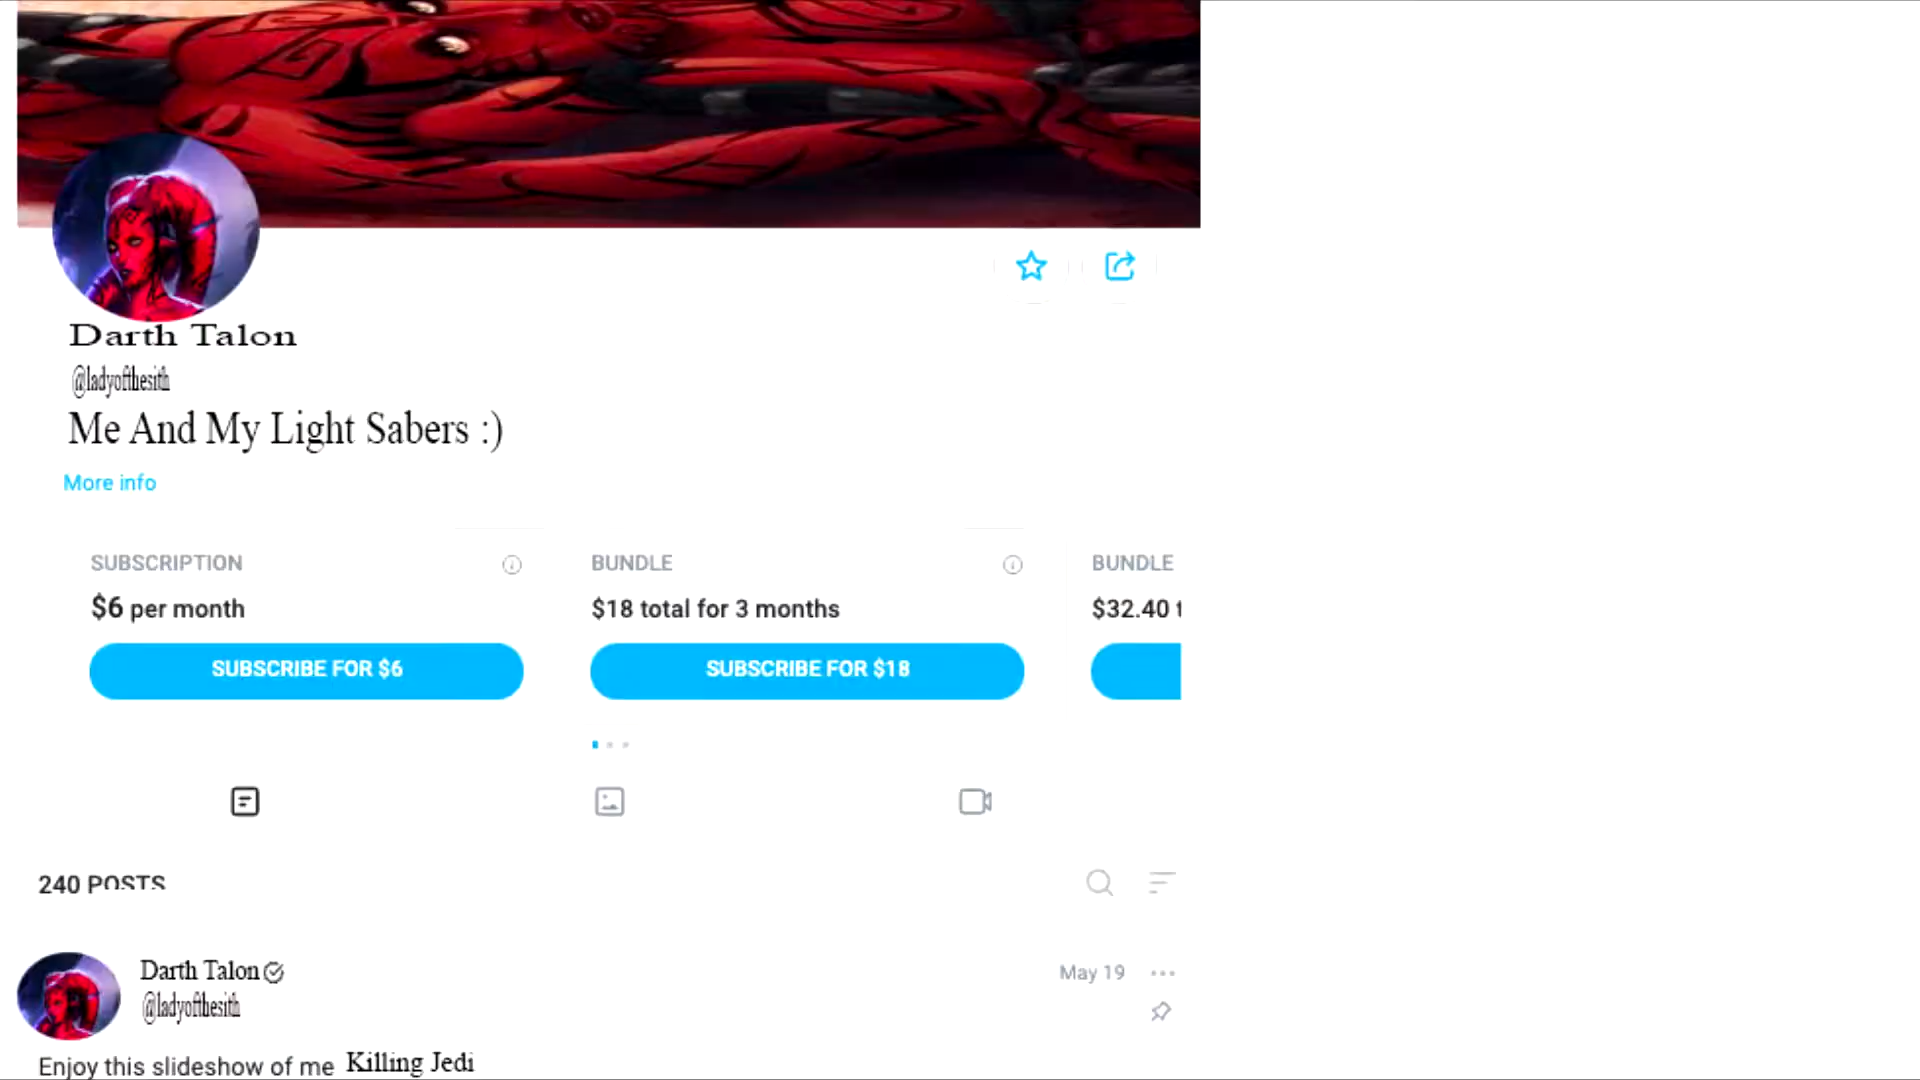 Darth Talon
@ladyofthesith
Me And My Light Sabers :)
More info
SUBSCRIPTION
$6 per month
SUBSCRIBE FOR $6
BUNDLE
$18 total for 3 months
SUBSCRIBE FOR $18
BUNDLE
$32.40 t
240 POSTS
Darth Talon
@ladyofthesith
May 19
Enjoy this slideshow of me Killing Jedi